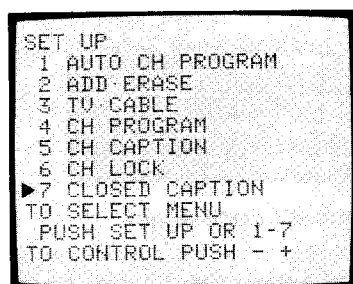 SET UP
1 AUTO CH PROGRAM
2 ADD·ERASE
3 TV CABLE
4 CH PROGRAM
5 CH CAPTION
6 CH LOCK
▶7 CLOSED CAPTION
TO SELECT MENU
PUSH SET UP OR 1-7
TO CONTROL PUSH - +